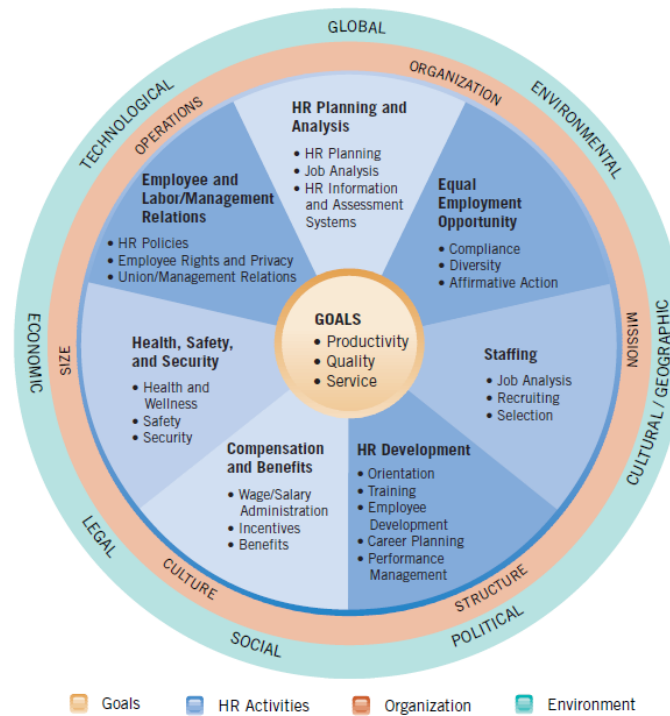 GLOBAL
TECHNOLOGICAL
ENVIRONMENTAL
ECONOMIC
CULTURAL / GEOGRAPHIC
LEGAL
POLITICAL
SOCIAL
OPERATIONS
ORGANIZATION
SIZE
MISSION
CULTURE
STRUCTURE
HR Planning and
Analysis
• HR Planning
• Job Analysis
• HR Information
and Assessment
Systems
Equal
Employment
Opportunity
• Compliance
• Diversity
• Affirmative Action
Staffing
• Job Analysis
• Recruiting
• Selection
HR Development
• Orientation
• Training
• Employee
Development
• Career Planning
• Performance
Management
Compensation
and Benefits
• Wage/Salary
Administration
• Incentives
• Benefits
Health, Safety,
and Security
• Health and
Wellness
• Safety
• Security
Employee and
Labor/Management
Relations
• HR Policies
• Employee Rights and Privacy
• Union/Management Relations
GOALS
• Productivity
• Quality
• Service
Goals
HR Activities
Organization
Environment